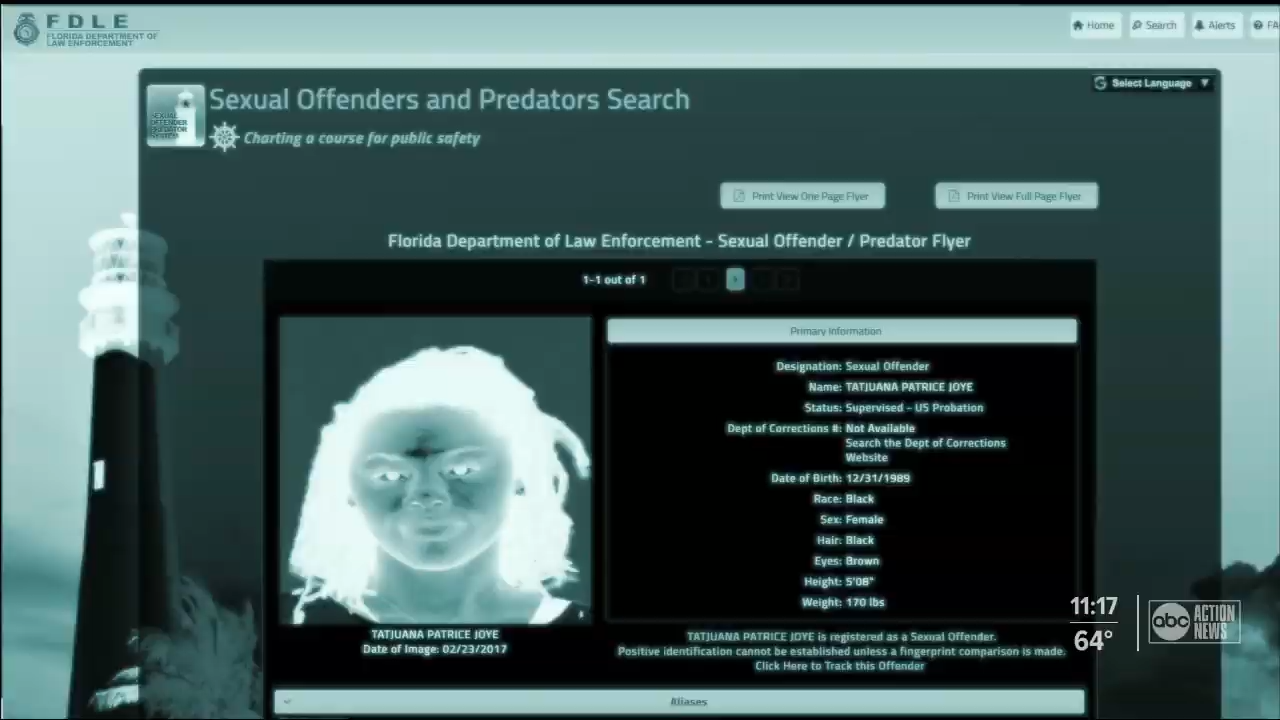 FDLE
FLORIDA DEPARTMENT OF
LAW ENFORCEMENT
Home
Search
Alerts
FA
Select Language
SEXUAL
OFFENDER
PREDATOR
SYSTEM
Sexual Offenders and Predators Search
Charting a course for public safety
Print View One Page Flyer
Print View Full Page Flyer
Florida Department of Law Enforcement - Sexual Offender / Predator Flyer
1-1 out of 1
Primary Information
Designation: Sexual Offender
Name: TATJUANA PATRICE JOYE
Status: Supervised - US Probation
Dept of Corrections #: Not Available
Search the Dept of Corrections
Website
Date of Birth: 12/31/1989
Race: Black
Sex: Female
Hair: Black
Eyes: Brown
Height: 5'08"
Weight: 170 lbs
TATJUANA PATRICE JOYE
Date of Image: 02/23/2017
TATJUANA PATRICE JOYE is registered as a Sexual Offender.
Positive identification cannot be established unless a fingerprint comparison is made.
Click Here to Track this Offender
Aliases
11:17
64°
abc ACTION
NEWS